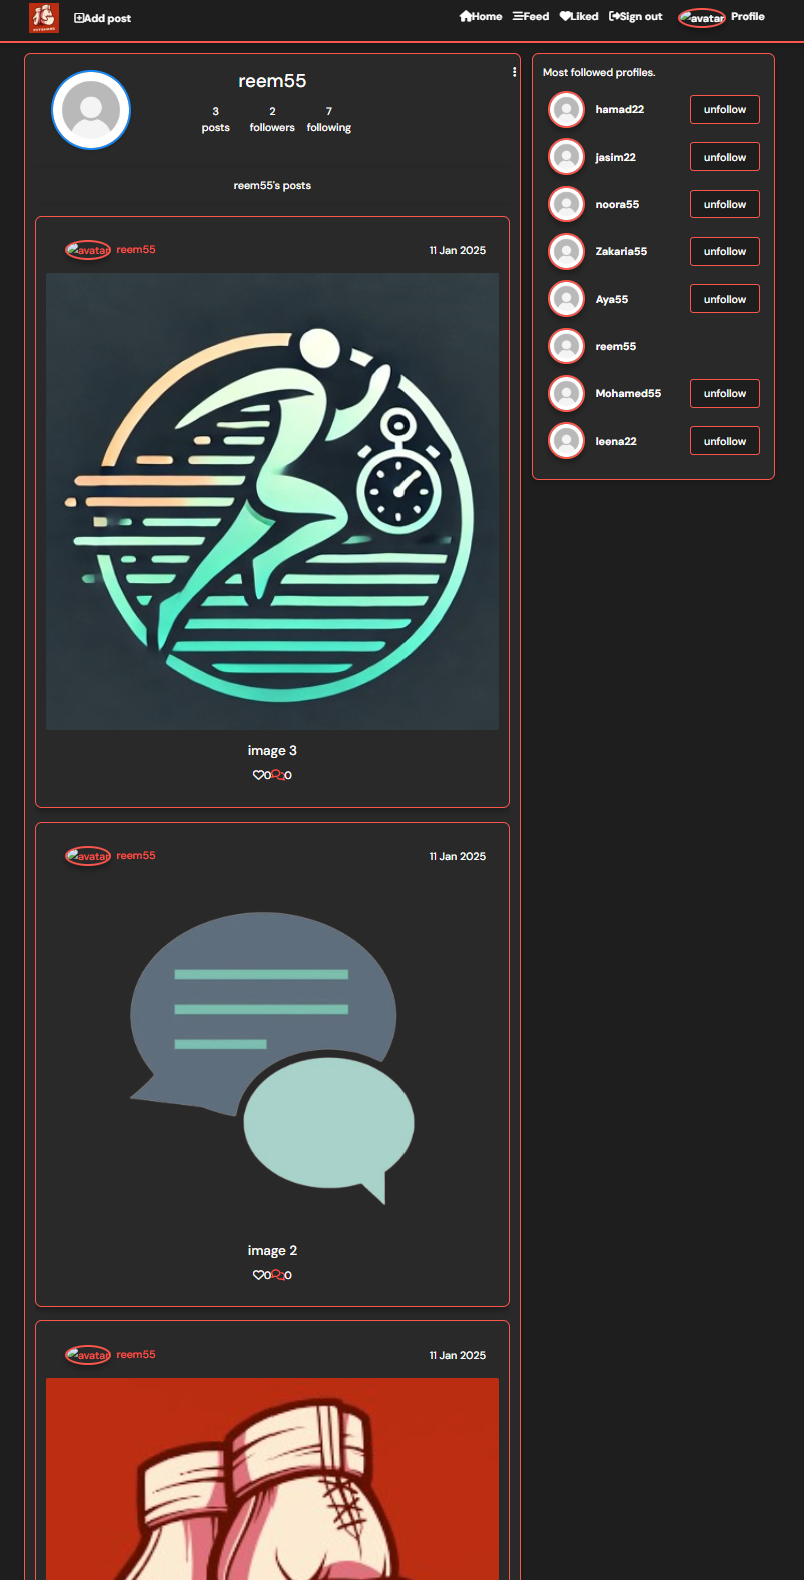 Add post
Home Feed Liked Sign out avatar Profile
reem55
3 2 7
posts followers following
reem55's posts
avatar reem55 11 Jan 2025
image 3
0 0
avatar reem55 11 Jan 2025
image 2
0 0
avatar reem55 11 Jan 2025
Most followed profiles.
hamad22 unfollow
jasim22 unfollow
noora55 unfollow
Zakaria55 unfollow
Aya55 unfollow
reem55
Mohamed55 unfollow
leena22 unfollow